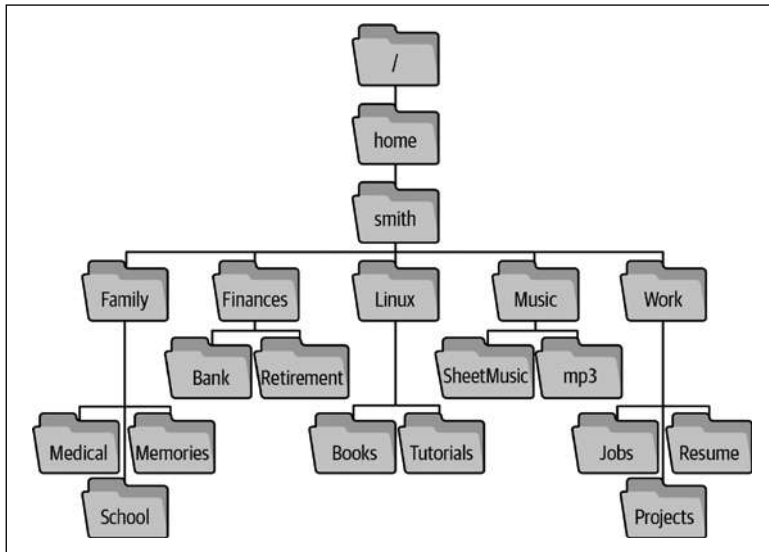 /
home
smith
Family Finances Linux Music Work
Bank Retirement SheetMusic mp3
Medical Memories Books Tutorials Jobs Resume
School Projects